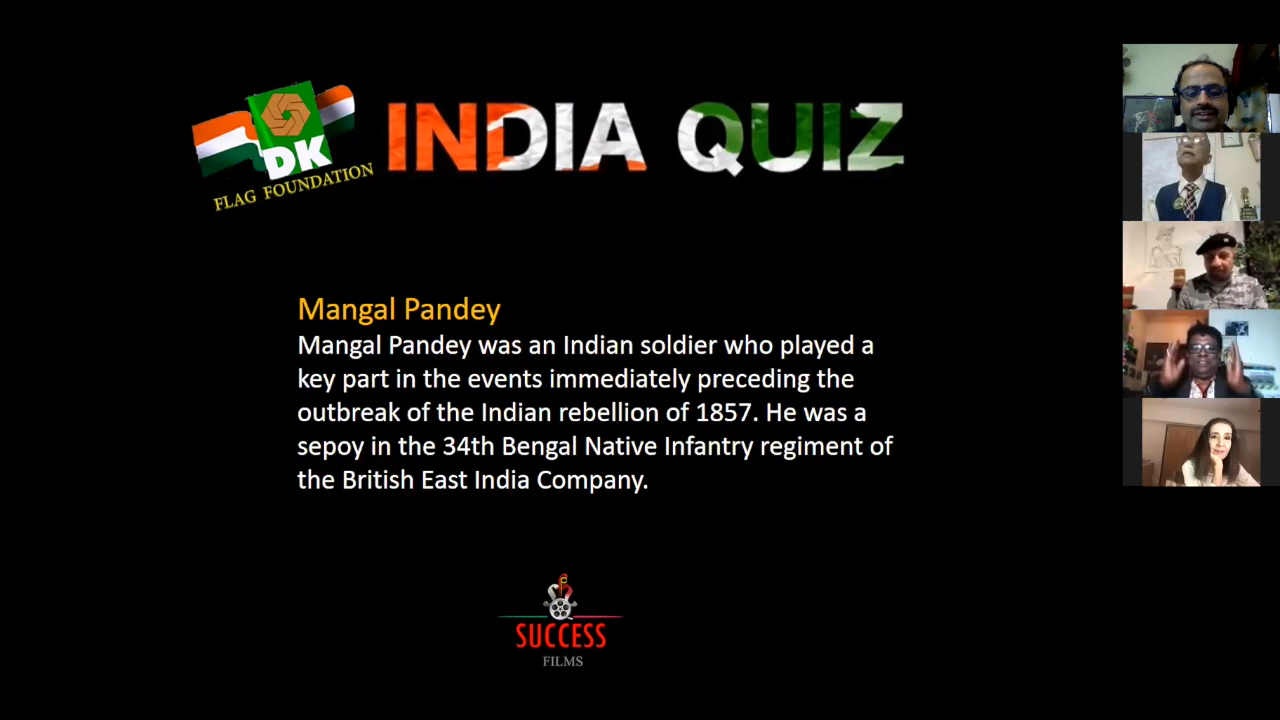 DK
FLAG FOUNDATION
INDIA QUIZ
Mangal Pandey
Mangal Pandey was an Indian soldier who played a
key part in the events immediately preceding the
outbreak of the Indian rebellion of 1857. He was a
sepoy in the 34th Bengal Native Infantry regiment of
the British East India Company.
SUCCESS
FILMS